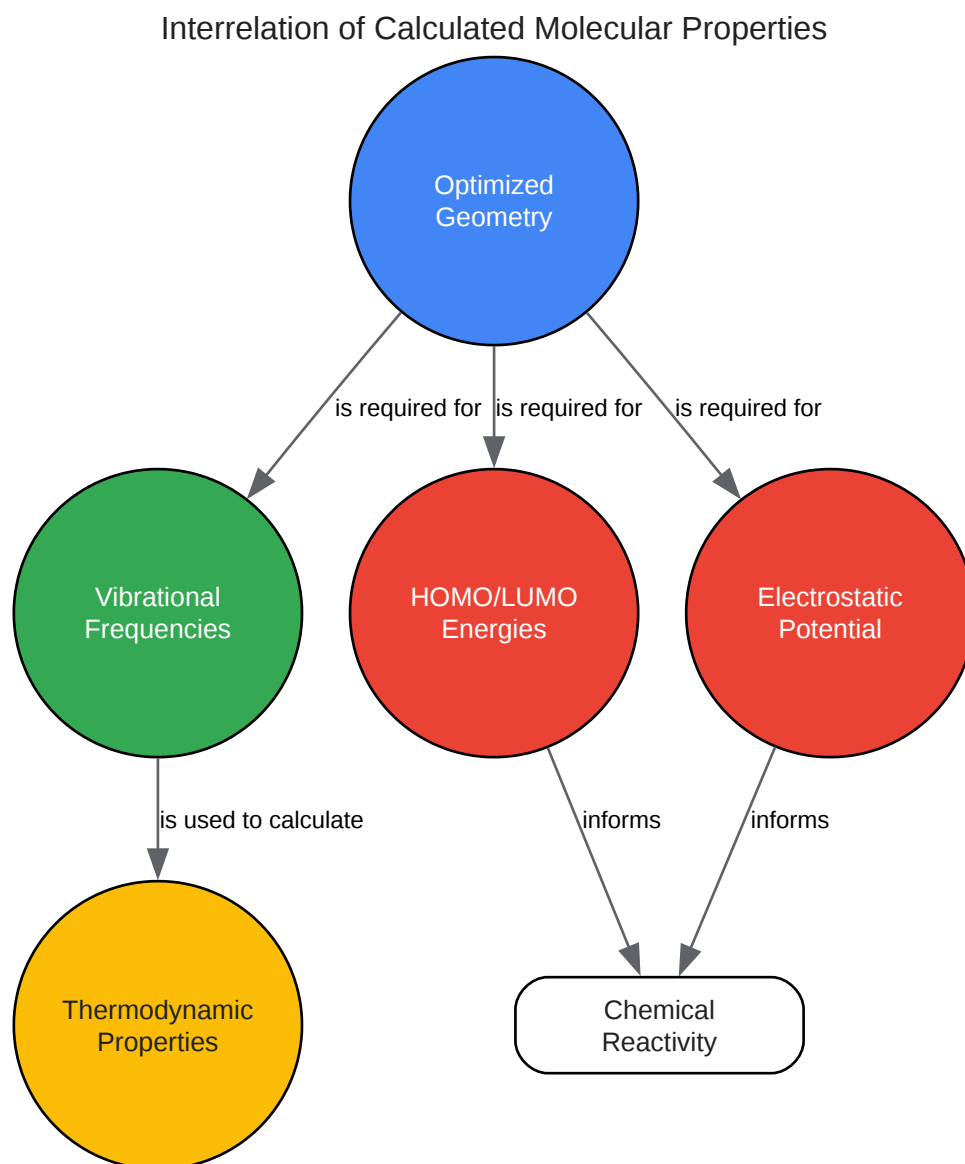 Interrelation of Calculated Molecular Properties
Optimized
Geometry
is required for
is required for
is required for
Vibrational
Frequencies
HOMO/LUMO
Energies
Electrostatic
Potential
is used to calculate
informs
informs
Thermodynamic
Properties
Chemical
Reactivity